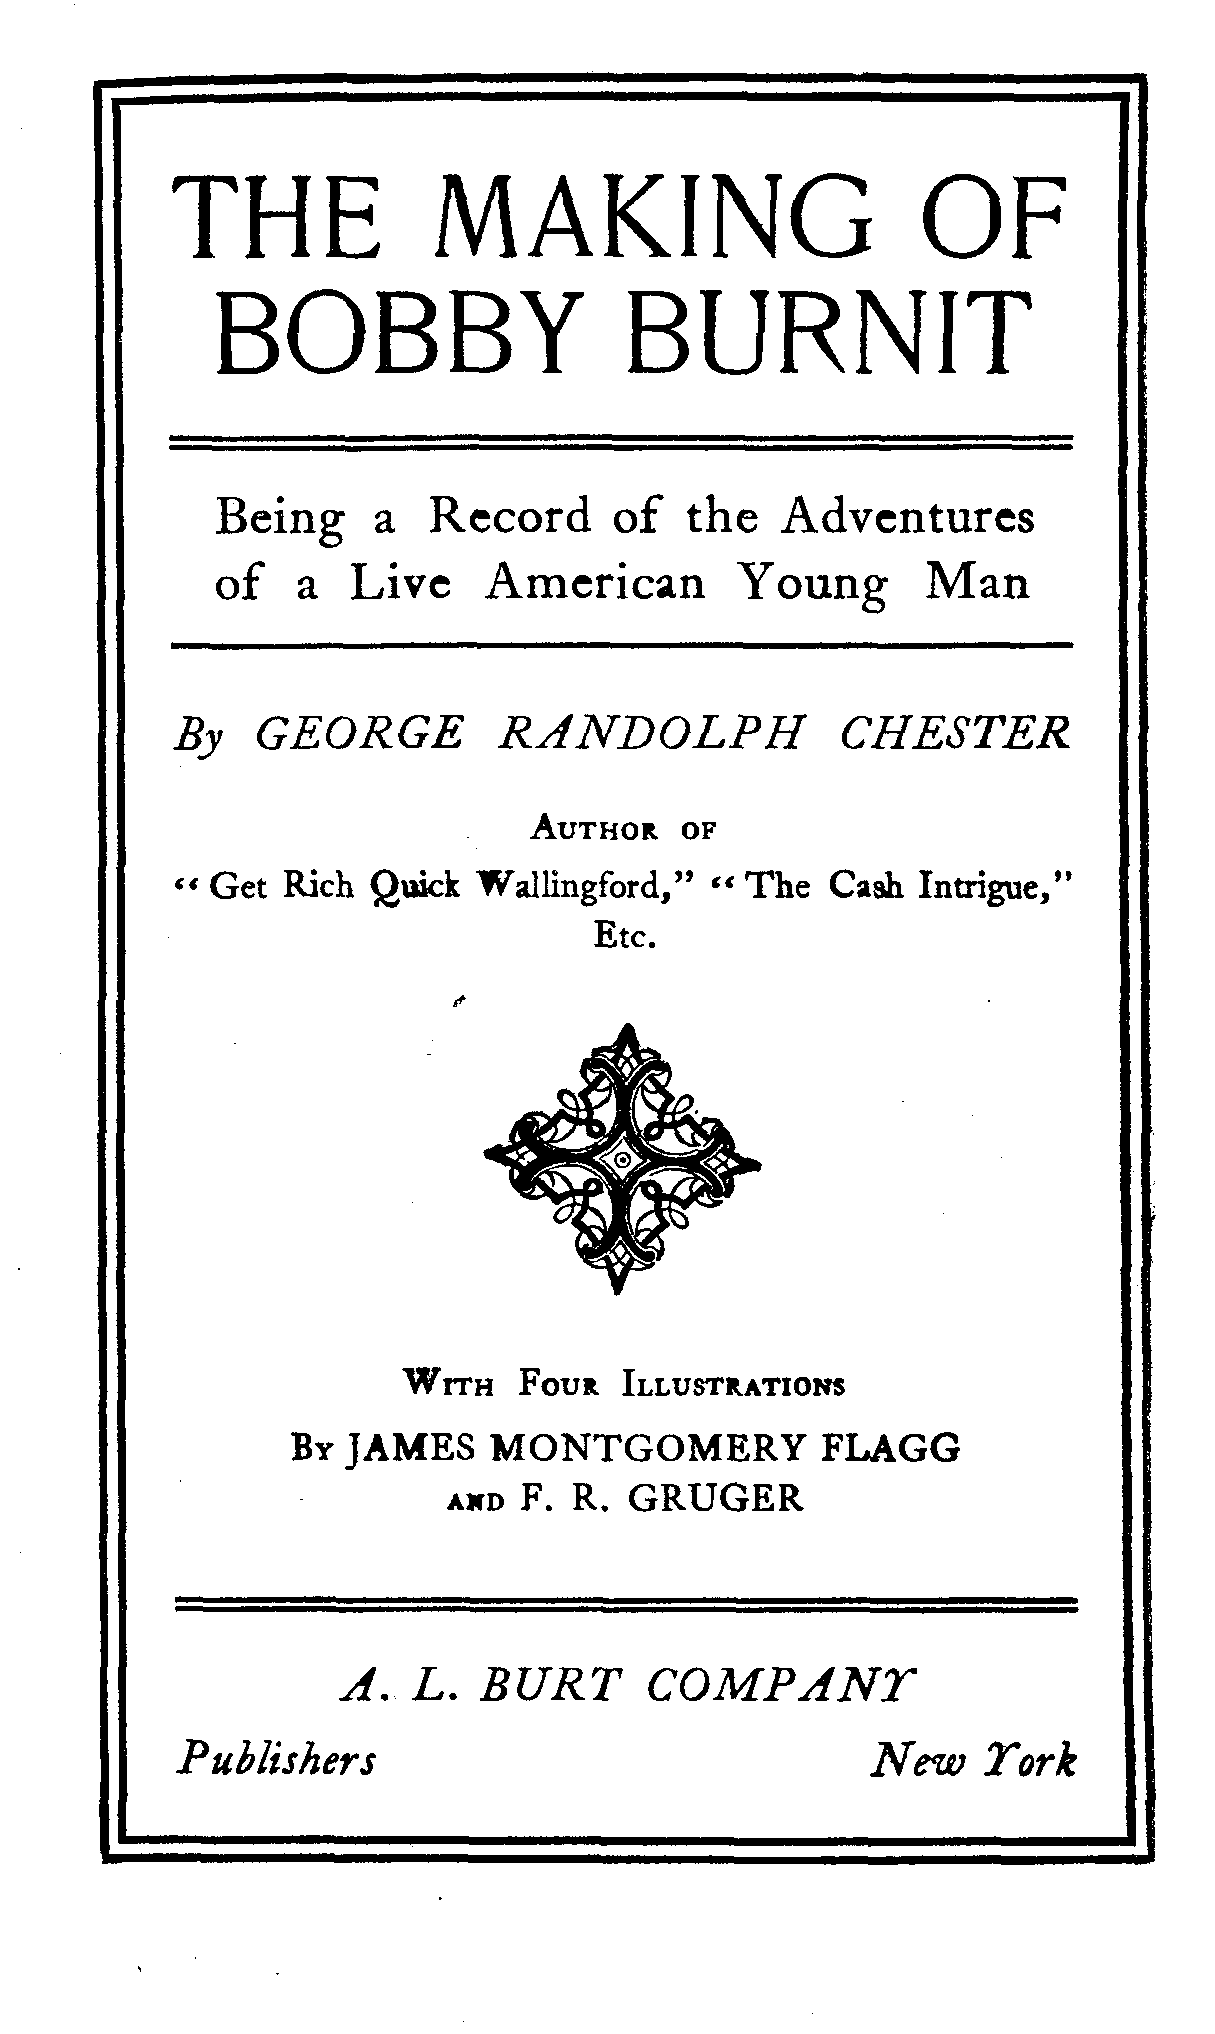 THE MAKING OF
BOBBY BURNIT
Being a Record of the Adventures
of a Live American Young Man
By GEORGE RANDOLPH CHESTER
AUTHOR OF
“Get Rich Quick Wallingford,” “The Cash Intrigue,”
Etc.
WITH FOUR ILLUSTRATIONS
BY JAMES MONTGOMERY FLAGG
AND F. R. GRUGER
A. L. BURT COMPANY
Publishers New York